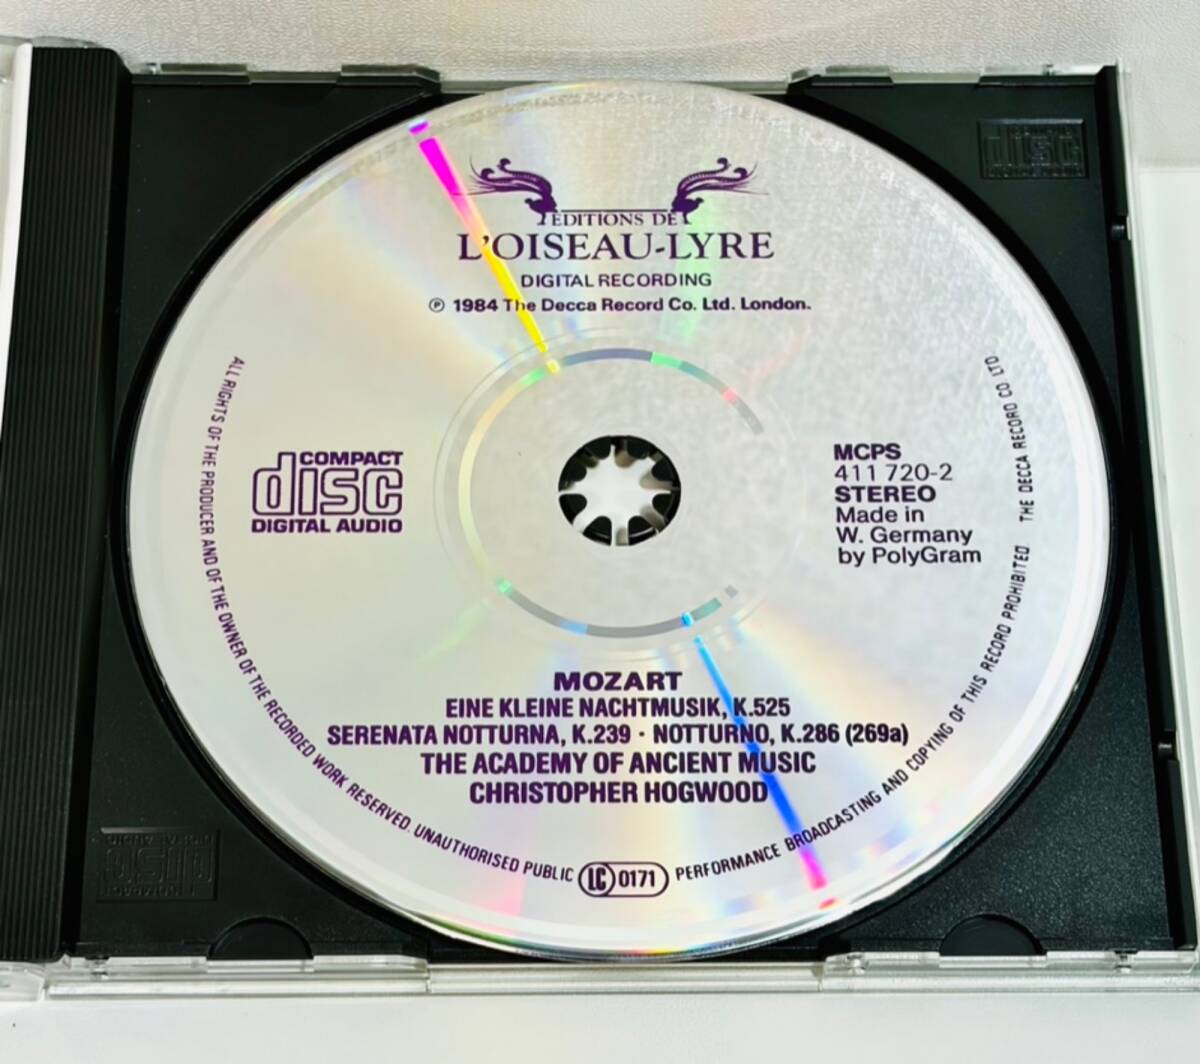 EDITIONS DE
L'OISEAU-LYRE
DIGITAL RECORDING
℗ 1984 The Decca Record Co. Ltd. London.
COMPACT
disc
DIGITAL AUDIO
MCPS
411 720-2
STEREO
Made in
W. Germany
by PolyGram
MOZART
EINE KLEINE NACHTMUSIK, K.525
SERENATA NOTTURNA, K.239 · NOTTURNO, K.286 (269a)
THE ACADEMY OF ANCIENT MUSIC
CHRISTOPHER HOGWOOD
ALL RIGHTS OF THE PRODUCER AND OF THE OWNER OF THE RECORDED WORK RESERVED. UNAUTHORISED PUBLIC PERFORMANCE BROADCASTING AND COPYING OF THIS RECORD PROHIBITED THE DECCA RECORD CO LTD
LC 0171
disc
disc